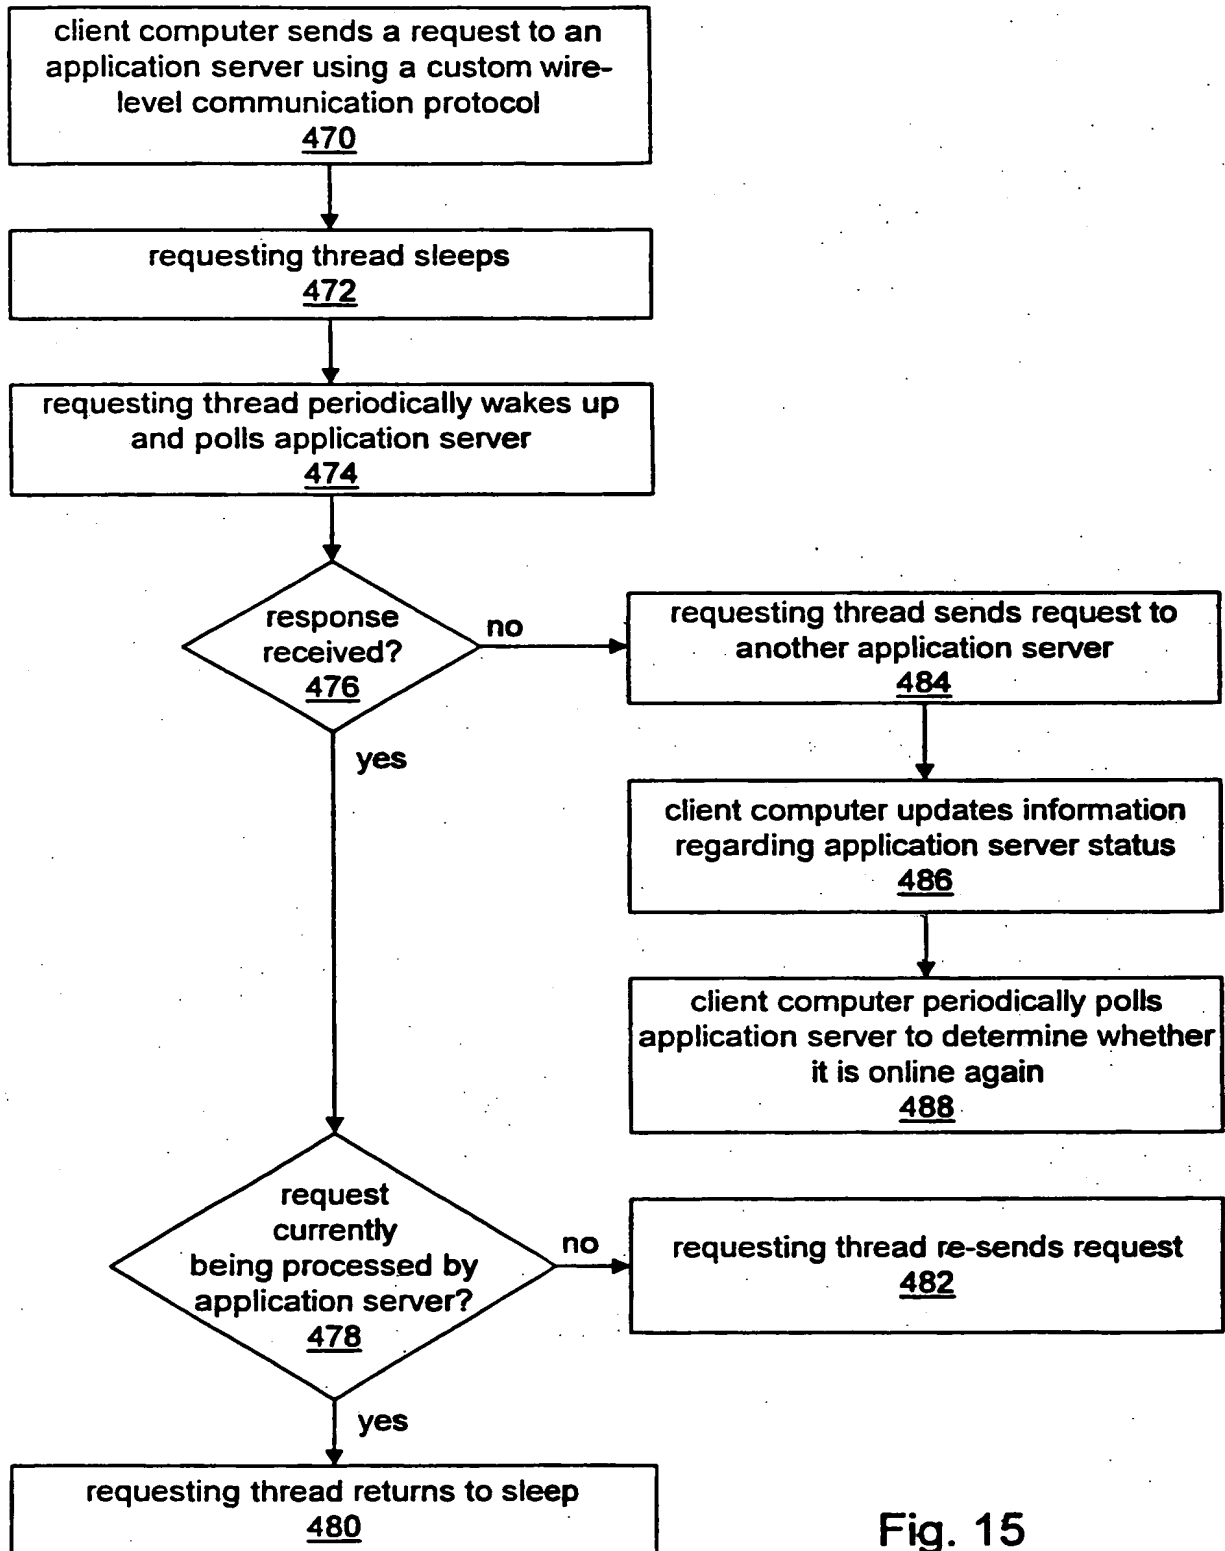 client computer sends a request to an
application server using a custom wire-
level communication protocol
470
requesting thread sleeps
472
requesting thread periodically wakes up
and polls application server
474
response
received?
476
no
requesting thread sends request to
another application server
484
yes
client computer updates information
regarding application server status
486
client computer periodically polls
application server to determine whether
it is online again
488
request
currently
being processed by
application server?
478
no
requesting thread re-sends request
482
yes
requesting thread returns to sleep
480
Fig. 15